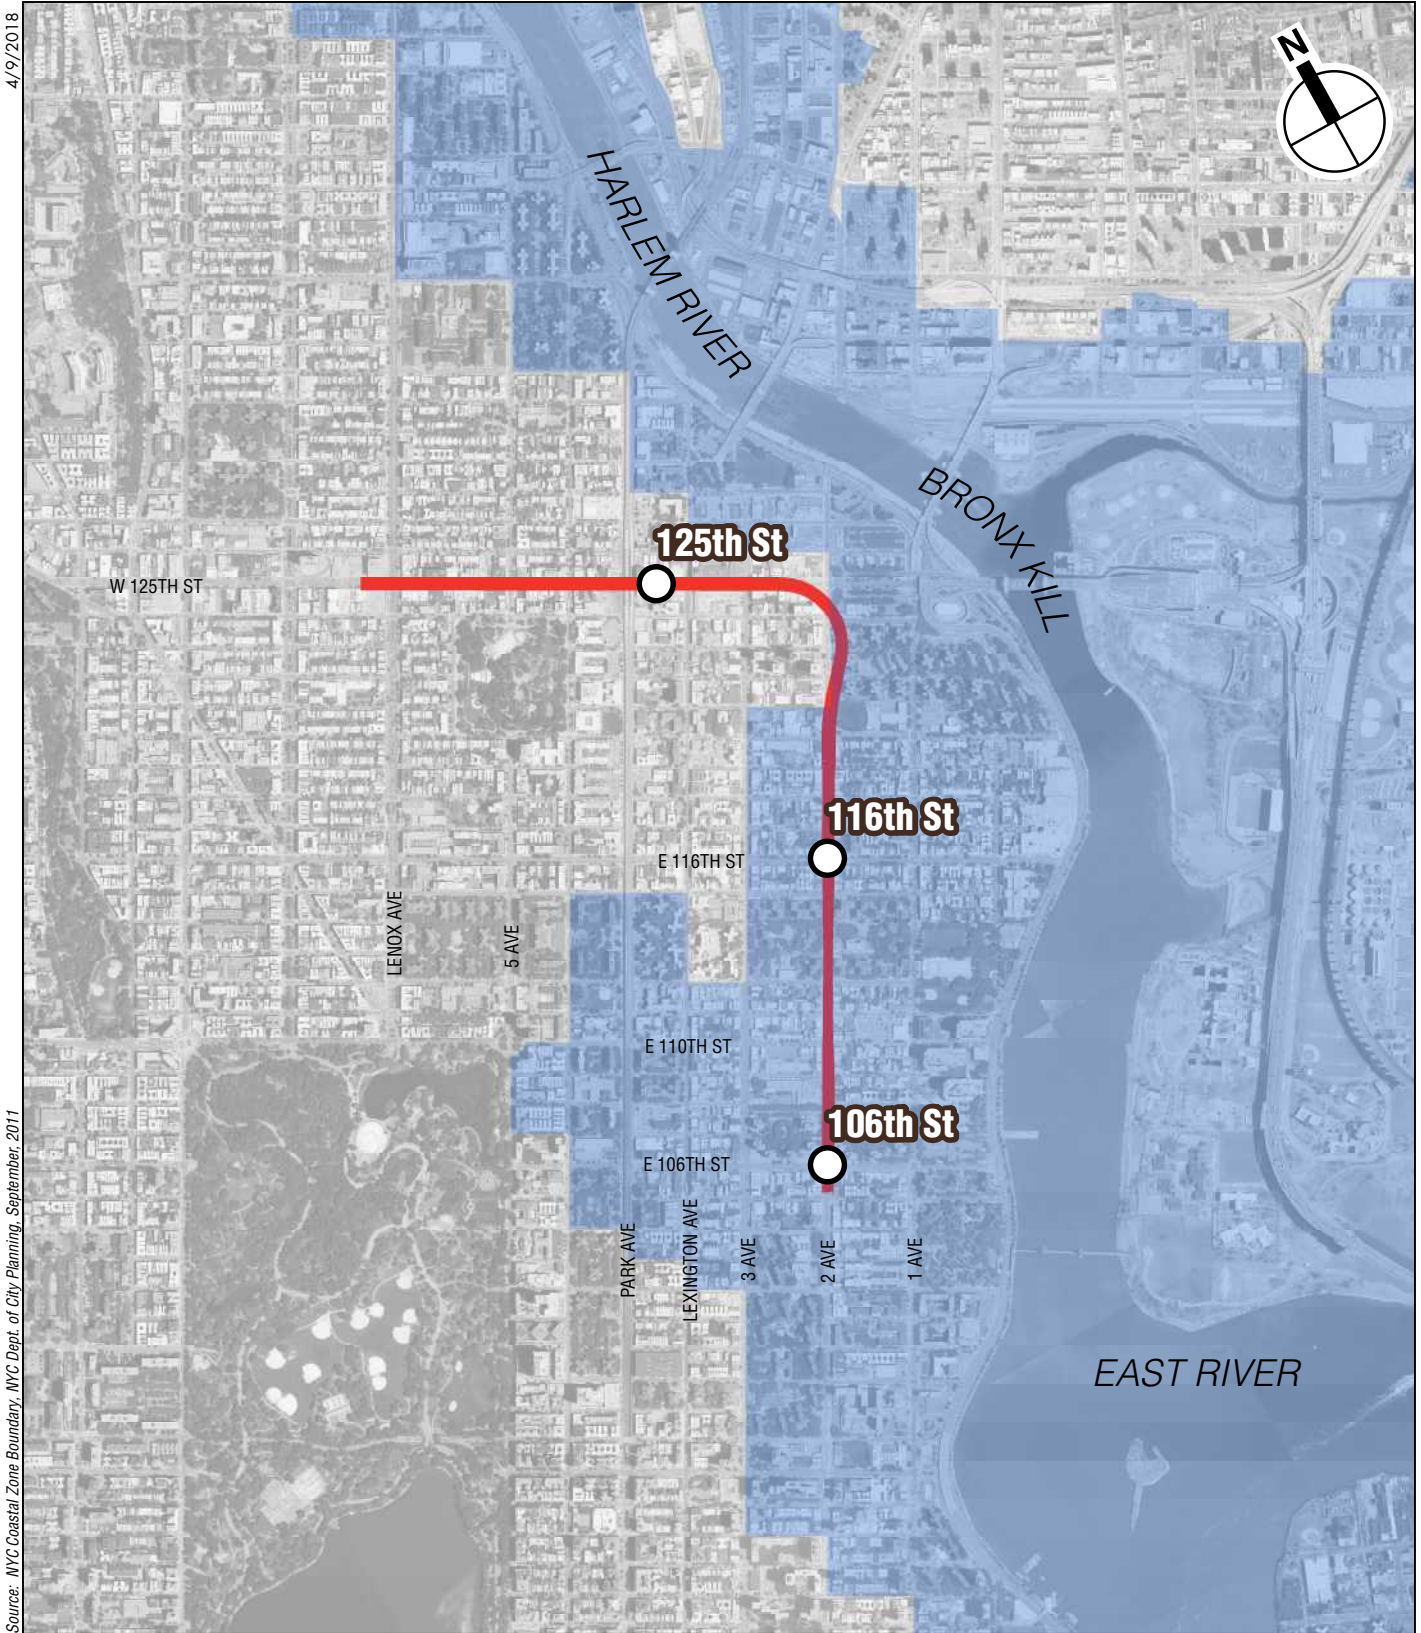 4/9/2018
N
HARLEM RIVER
BRONX KILL
125th St
W 125TH ST
116th St
E 116TH ST
LENOX AVE
5 AVE
E 110TH ST
106th St
E 106TH ST
PARK AVE
LEXINGTON AVE
3 AVE
2 AVE
1 AVE
EAST RIVER
Source: NYC Coastal Zone Boundary, NYC Dept. of City Planning, September, 2011